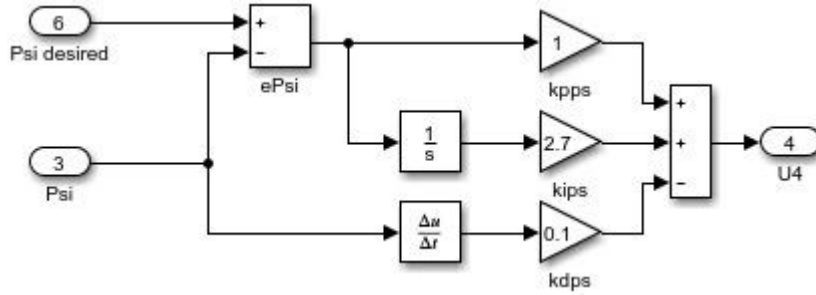 6
Psi desired
+
−
ePsi
1
kpps
3
Psi
1
s
2.7
kips
Δu
Δt
0.1
kdps
+
+
−
4
U4